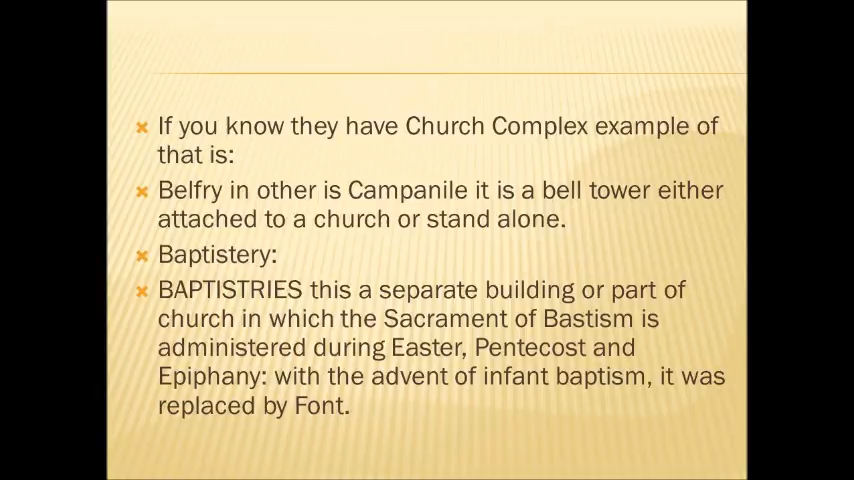 If you know they have Church Complex example of
that is:
Belfry in other is Campanile it is a bell tower either
attached to a church or stand alone.
Baptistery:
BAPTISTRIES this a separate building or part of
church in which the Sacrament of Bastism is
administered during Easter, Pentecost and
Epiphany: with the advent of infant baptism, it was
replaced by Font.